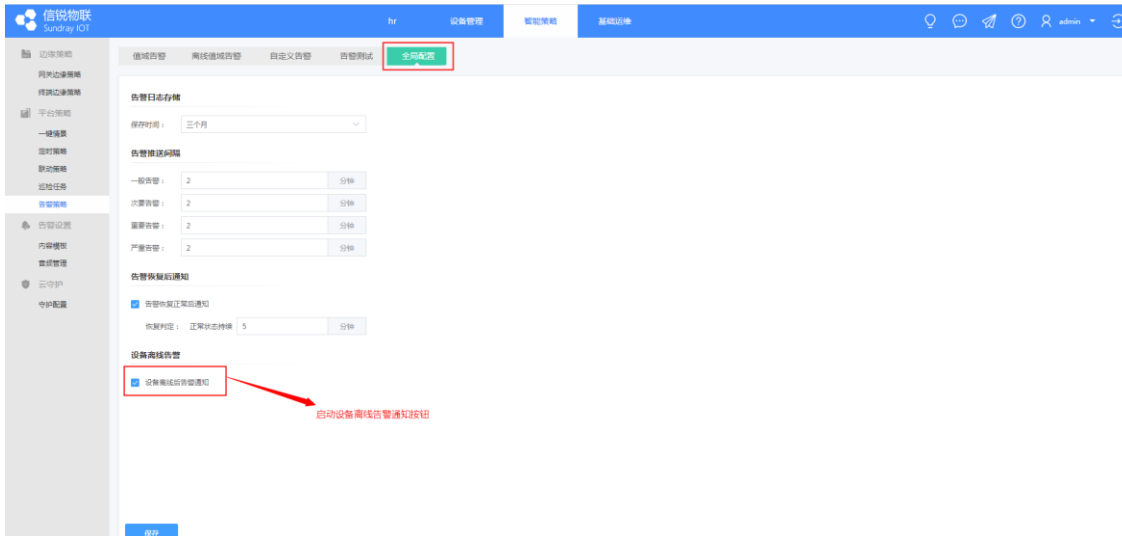 信锐物联
Sundray IOT
hr
设备管理
智能策略
基础运维
admin
边缘策略
网关边缘策略
终端边缘策略
平台策略
一键情景
定时策略
联动策略
巡检任务
告警策略
告警设置
内容模板
音频管理
云守护
守护配置
值域告警
离线值域告警
自定义告警
告警测试
全局配置
告警日志存储
保存时间：
三个月
告警推送间隔
一般告警： 2 分钟
次要告警： 2 分钟
重要告警： 2 分钟
严重告警： 2 分钟
告警恢复后通知
告警恢复正常后通知
恢复判定： 正常状态持续 5 分钟
设备离线告警
设备离线后告警通知
启动设备离线告警通知按钮
保存